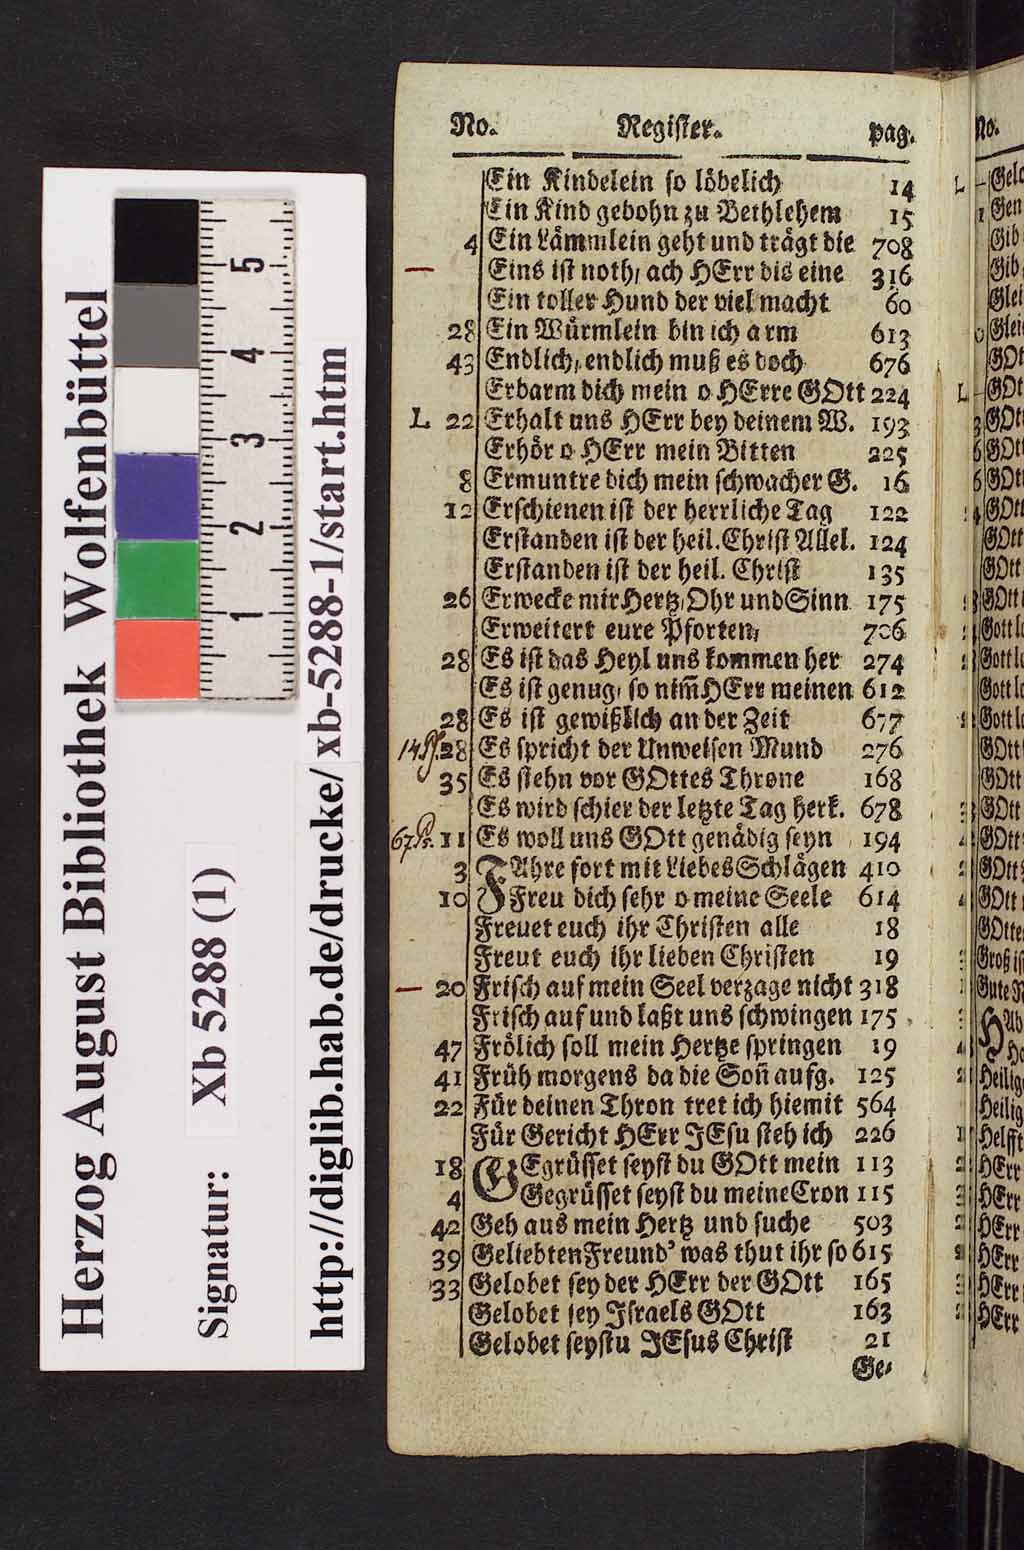 Herzog August Bibliothek Wolfenbüttel
Signatur: Xb 5288 (1)
http://diglib.hab.de/drucke/xb-5288-1/start.htm
5
4
3
2
1
No. Register. pag.
Ein Kindelein so löbelich 14
Ein Kind gebohn zu Bethlehem 15
4 Ein Lämmlein geht und trägt die 708
— Eins ist noth/ ach HErr dis eine 316
Ein toller Hund der viel macht 60
28 Ein Würmlein bin ich arm 613
43 Endlich/ endlich muß es doch 676
Erbarm dich mein o HErre GOtt 224
L 22 Erhalt uns HErr bey deinem W. 193
Erhör o HErr mein Bitten 225
8 Ermuntre dich mein schwacher G. 16
12 Erschienen ist der herrliche Tag 122
Erstanden ist der heil. Christ Allel. 124
Erstanden ist der heil. Christ 135
26 Erwecke mir Hertz/ Ohr und Sinn 175
Erweitert eure Pforten/ 706
28 Es ist das Heyl uns kommen her 274
Es ist genug/ so nim̃ HErr meinen 612
28 Es ist gewißlich an der Zeit 677
14 Ps. 28 Es spricht der Unweisen Mund 276
35 Es stehn vor GOttes Throne 168
Es wird schier der letzte Tag herk. 678
67 Ps. 11 Es woll uns GOtt genädig seyn 194
3 FAhre fort mit Liebes Schlägen 410
10 Freu dich sehr o meine Seele 614
Freuet euch ihr Christen alle 18
Freut euch ihr lieben Christen 19
— 20 Frisch auf mein Seel verzage nicht 318
Frisch auf und laßt uns schwingen 175
47 Frölich soll mein Hertze springen 19
41 Früh morgens da die Soñ aufg. 125
22 Für deinen Thron tret ich hiemit 564
Für Gericht HErr JEsu steh ich 226
18 GEgrüsset seyst du GOtt mein 113
4 Gegrüsset seyst du meine Cron 115
42 Geh aus mein Hertz und suche 503
39 Geliebten Freund' was thut ihr so 615
33 Gelobet sey der HErr der GOtt 165
Gelobet sey Israels GOtt 163
Gelobet seystu JEsus Christ 21
Ge-